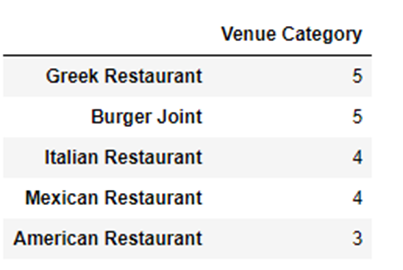 Venue Category
Greek Restaurant 5
Burger Joint 5
Italian Restaurant 4
Mexican Restaurant 4
American Restaurant 3